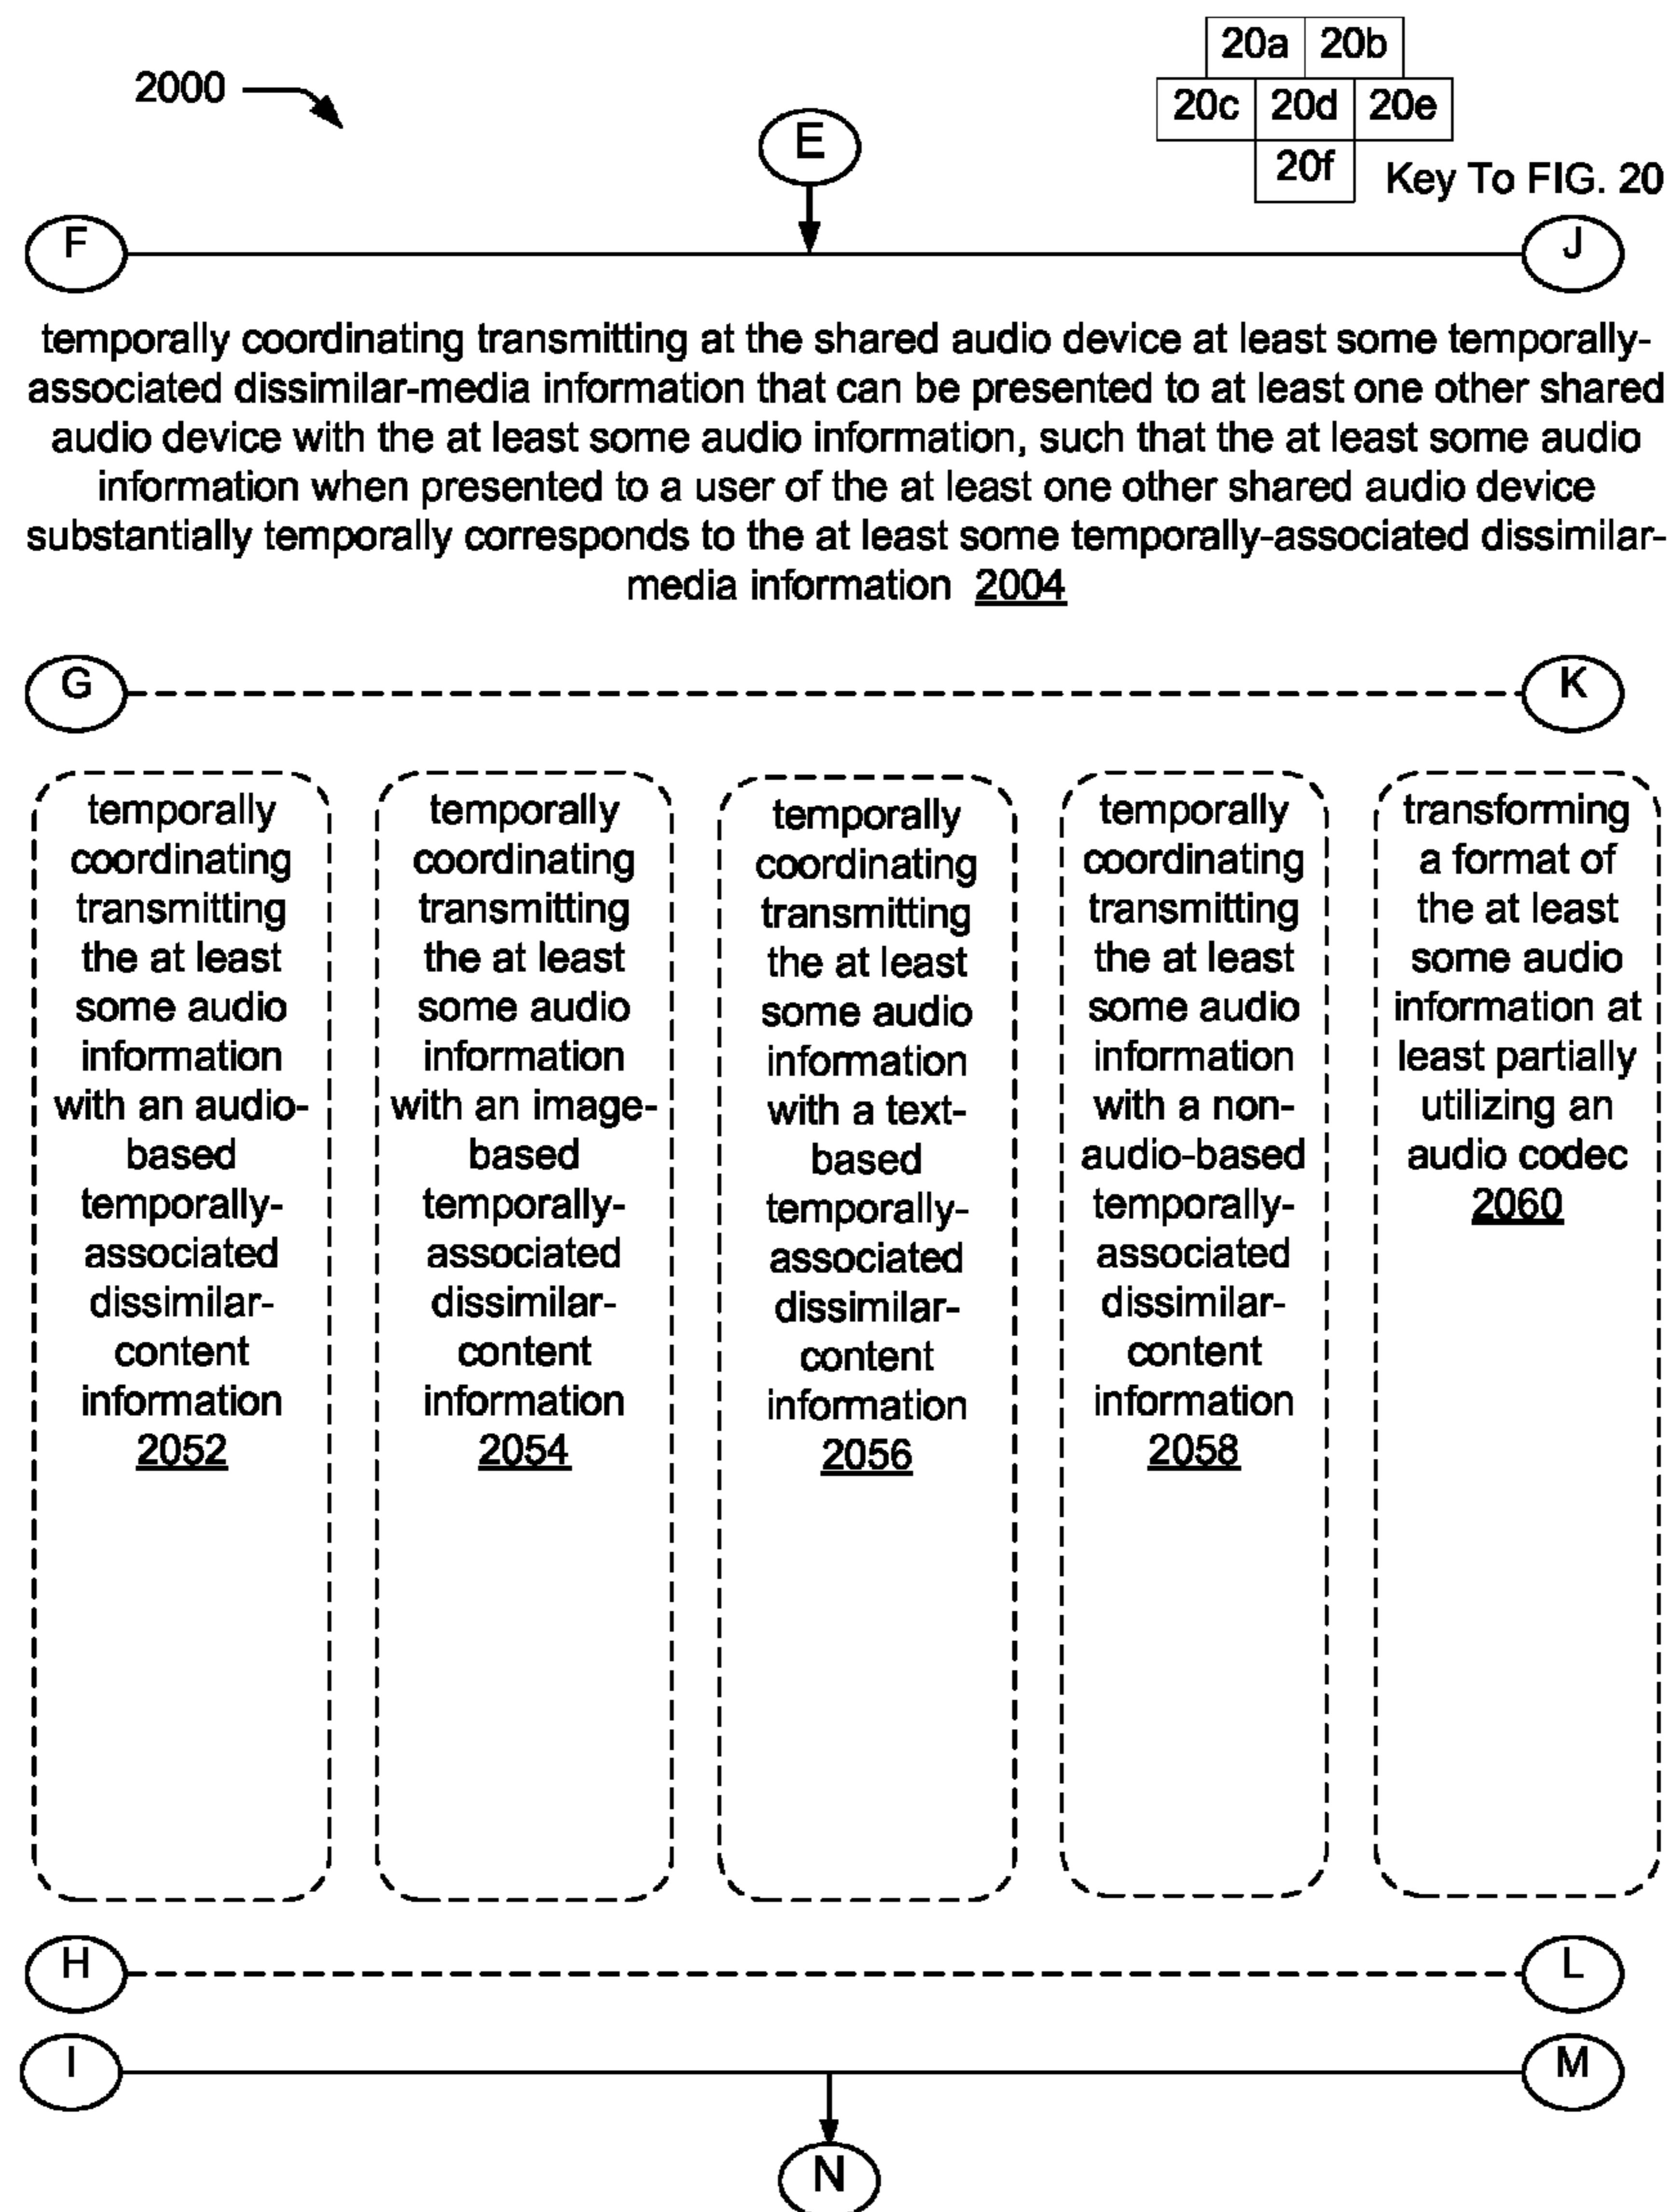 20a 20b
2000
20c 20d 20e
E
20f
Key To FIG. 20
F
J
temporally coordinating transmitting at the shared audio device at least some temporally-
associated dissimilar-media information that can be presented to at least one other shared
audio device with the at least some audio information, such that the at least some audio
information when presented to a user of the at least one other shared audio device
substantially temporally corresponds to the at least some temporally-associated dissimilar-
media information 2004
G
K
temporally
coordinating
transmitting
the at least
some audio
information
with an audio-
based
temporally-
associated
dissimilar-
content
information
2052
temporally
coordinating
transmitting
the at least
some audio
information
with an image-
based
temporally-
associated
dissimilar-
content
information
2054
temporally
coordinating
transmitting
the at least
some audio
information
with a text-
based
temporally-
associated
dissimilar-
content
information
2056
temporally
coordinating
transmitting
the at least
some audio
information
with a non-
audio-based
temporally-
associated
dissimilar-
content
information
2058
transforming
a format of
the at least
some audio
information at
least partially
utilizing an
audio codec
2060
H
L
I
M
N